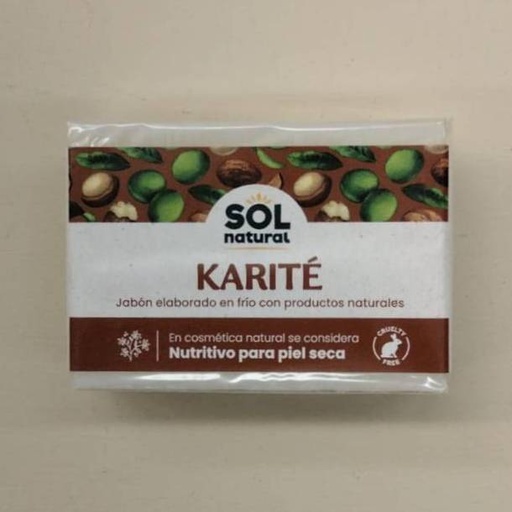 SOL
natural
KARITÉ
Jabón elaborado en frío con productos naturales
En cosmética natural se considera
Nutritivo para piel seca
CRUELTY
FREE